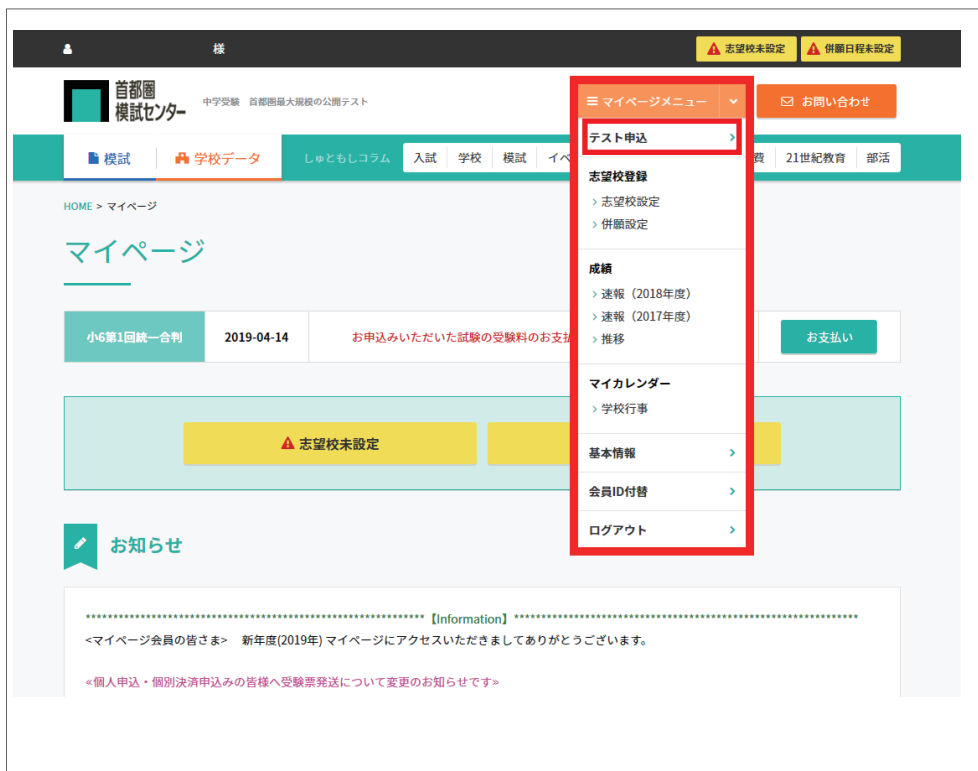 様
志望校未設定
併願日程未設定
首都圏
模試センター
中学受験 首都圏最大規模の公開テスト
マイページメニュー
お問い合わせ
模試
学校データ
しゅともしコラム
入試
学校
模試
イベ
費
21世紀教育
部活
テスト申込
志望校登録
志望校設定
併願設定
成績
速報（2018年度）
速報（2017年度）
推移
マイカレンダー
学校行事
基本情報
会員ID付替
ログアウト
HOME > マイページ
マイページ
小6第1回統一合判
2019-04-14
お申込みいただいた試験の受験料のお支払
お支払い
志望校未設定
お知らせ
************************************************************* 【Information】 **************************************************************
<マイページ会員の皆さま> 新年度(2019年) マイページにアクセスいただきましてありがとうございます。
«個人申込・個別決済申込みの皆様へ受験票発送について変更のお知らせです»